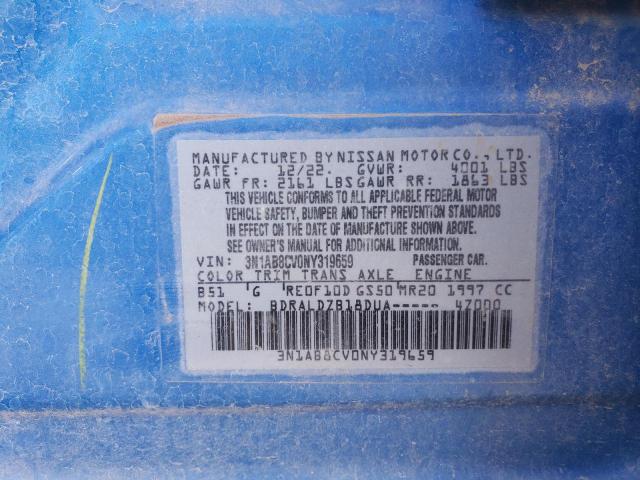 MANUFACTURED BY NISSAN MOTOR CO., LTD.
DATE: 12/22. GVWR: 4001 LBS
GAWR FR: 2161 LBS GAWR RR: 1863 LBS
THIS VEHICLE CONFORMS TO ALL APPLICABLE FEDERAL MOTOR
VEHICLE SAFETY, BUMPER AND THEFT PREVENTION STANDARDS
IN EFFECT ON THE DATE OF MANUFACTURE SHOWN ABOVE.
SEE OWNER'S MANUAL FOR ADDITIONAL INFORMATION.
VIN: 3N1AB8CV0NY319659 PASSENGER CAR.
COLOR TRIM TRANS AXLE ENGINE
B51 G RE0F10D GS50 MR20 1997 CC
MODEL: BDRALDZB18DUA----- 47000
3N1AB8CV0NY319659